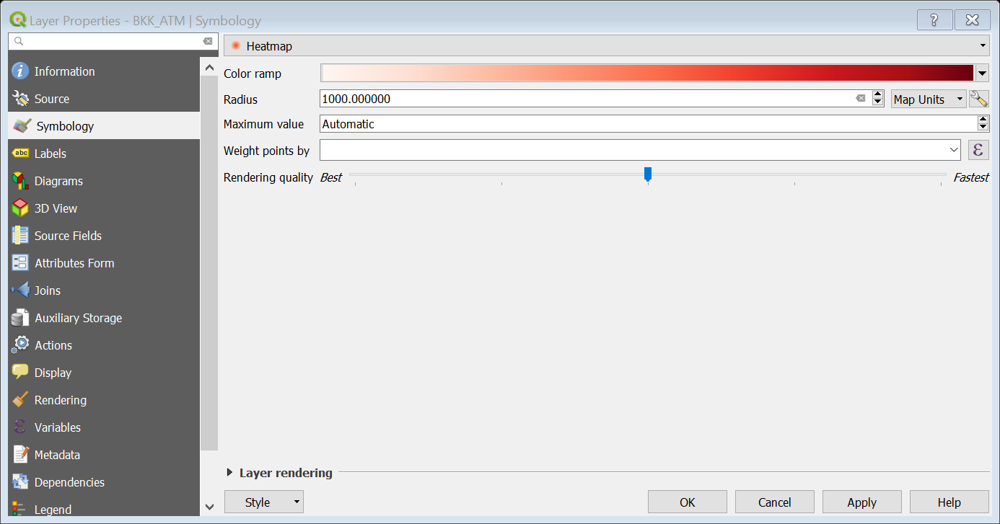 Layer Properties - BKK_ATM | Symbology
Information
Source
Symbology
abc Labels
Diagrams
3D View
Source Fields
Attributes Form
Joins
Auxiliary Storage
Actions
Display
Rendering
Variables
Metadata
Dependencies
Legend
Heatmap
Color ramp
Radius 1000.000000 Map Units
Maximum value Automatic
Weight points by ε
Rendering quality Best Fastest
Layer rendering
Style OK Cancel Apply Help